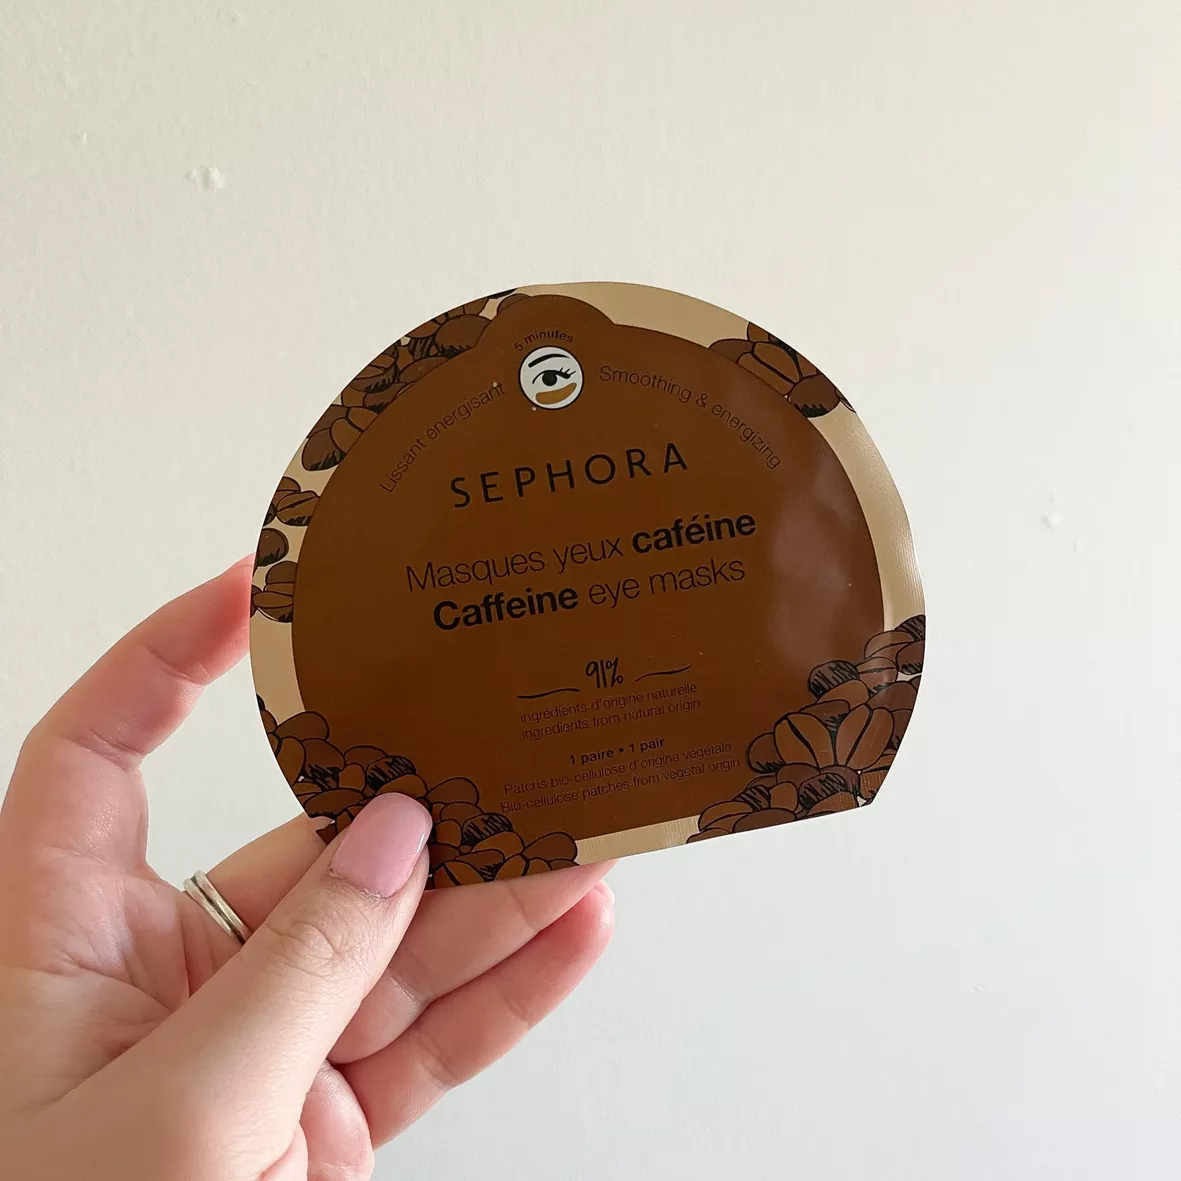 5 minutes
Lissant énergisant
Smoothing & energizing
SEPHORA
Masques yeux caféine
Caffeine eye masks
91%
ingrédients d'origine naturelle
ingredients from natural origin
1 paire • 1 pair
Patchs bio-cellulose d'origine végétale
Bio-cellulose patches from vegetal origin